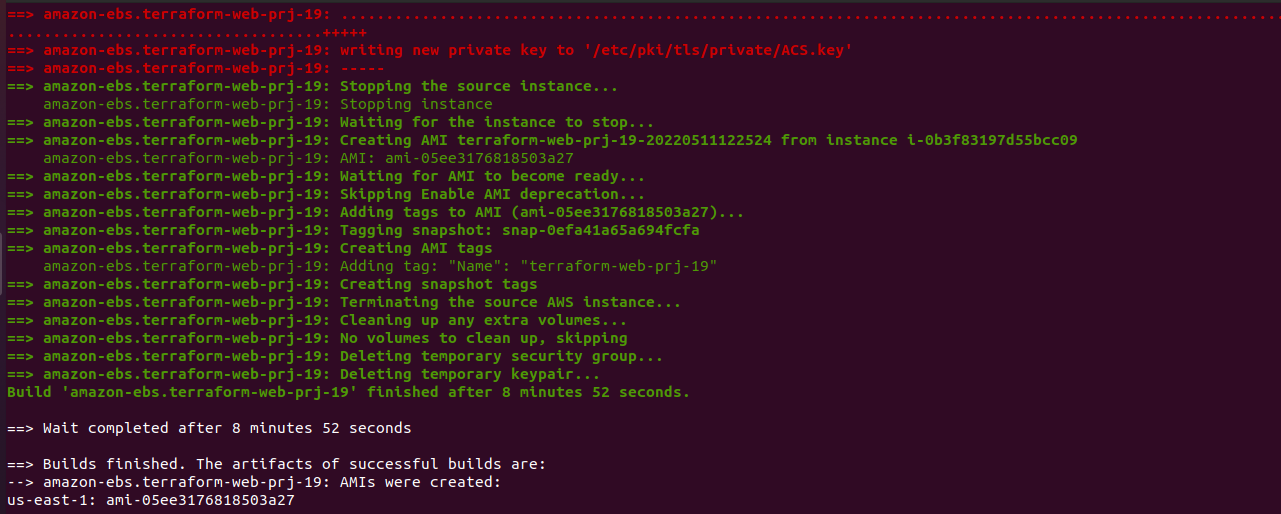 ==> amazon-ebs.terraform-web-prj-19: ........................................................................................................
...................................+++++
==> amazon-ebs.terraform-web-prj-19: writing new private key to '/etc/pki/tls/private/ACS.key'
==> amazon-ebs.terraform-web-prj-19: -----
==> amazon-ebs.terraform-web-prj-19: Stopping the source instance...
    amazon-ebs.terraform-web-prj-19: Stopping instance
==> amazon-ebs.terraform-web-prj-19: Waiting for the instance to stop...
==> amazon-ebs.terraform-web-prj-19: Creating AMI terraform-web-prj-19-20220511122524 from instance i-0b3f83197d55bcc09
    amazon-ebs.terraform-web-prj-19: AMI: ami-05ee3176818503a27
==> amazon-ebs.terraform-web-prj-19: Waiting for AMI to become ready...
==> amazon-ebs.terraform-web-prj-19: Skipping Enable AMI deprecation...
==> amazon-ebs.terraform-web-prj-19: Adding tags to AMI (ami-05ee3176818503a27)...
==> amazon-ebs.terraform-web-prj-19: Tagging snapshot: snap-0efa41a65a694fcfa
==> amazon-ebs.terraform-web-prj-19: Creating AMI tags
    amazon-ebs.terraform-web-prj-19: Adding tag: "Name": "terraform-web-prj-19"
==> amazon-ebs.terraform-web-prj-19: Creating snapshot tags
==> amazon-ebs.terraform-web-prj-19: Terminating the source AWS instance...
==> amazon-ebs.terraform-web-prj-19: Cleaning up any extra volumes...
==> amazon-ebs.terraform-web-prj-19: No volumes to clean up, skipping
==> amazon-ebs.terraform-web-prj-19: Deleting temporary security group...
==> amazon-ebs.terraform-web-prj-19: Deleting temporary keypair...
Build 'amazon-ebs.terraform-web-prj-19' finished after 8 minutes 52 seconds.
==> Wait completed after 8 minutes 52 seconds
==> Builds finished. The artifacts of successful builds are:
--> amazon-ebs.terraform-web-prj-19: AMIs were created:
us-east-1: ami-05ee3176818503a27